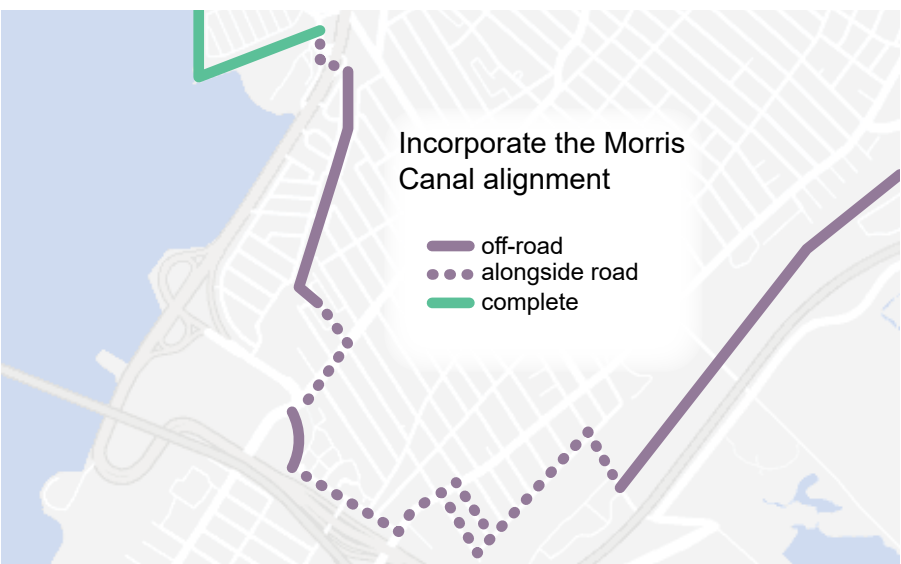 Incorporate the Morris
Canal alignment
off-road
alongside road
complete